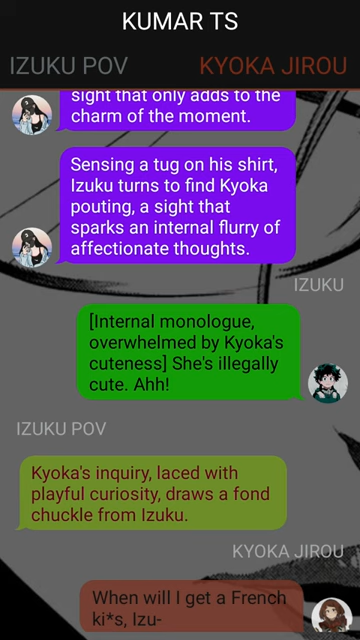 KUMAR TS
IZUKU POV
KYOKA JIROU
sight that only adds to the
charm of the moment.
Sensing a tug on his shirt,
Izuku turns to find Kyoka
pouting, a sight that
sparks an internal flurry of
affectionate thoughts.
IZUKU
[Internal monologue,
overwhelmed by Kyoka's
cuteness] She's illegally
cute. Ahh!
IZUKU POV
Kyoka's inquiry, laced with
playful curiosity, draws a fond
chuckle from Izuku.
KYOKA JIROU
When will I get a French
ki*s, Izu-